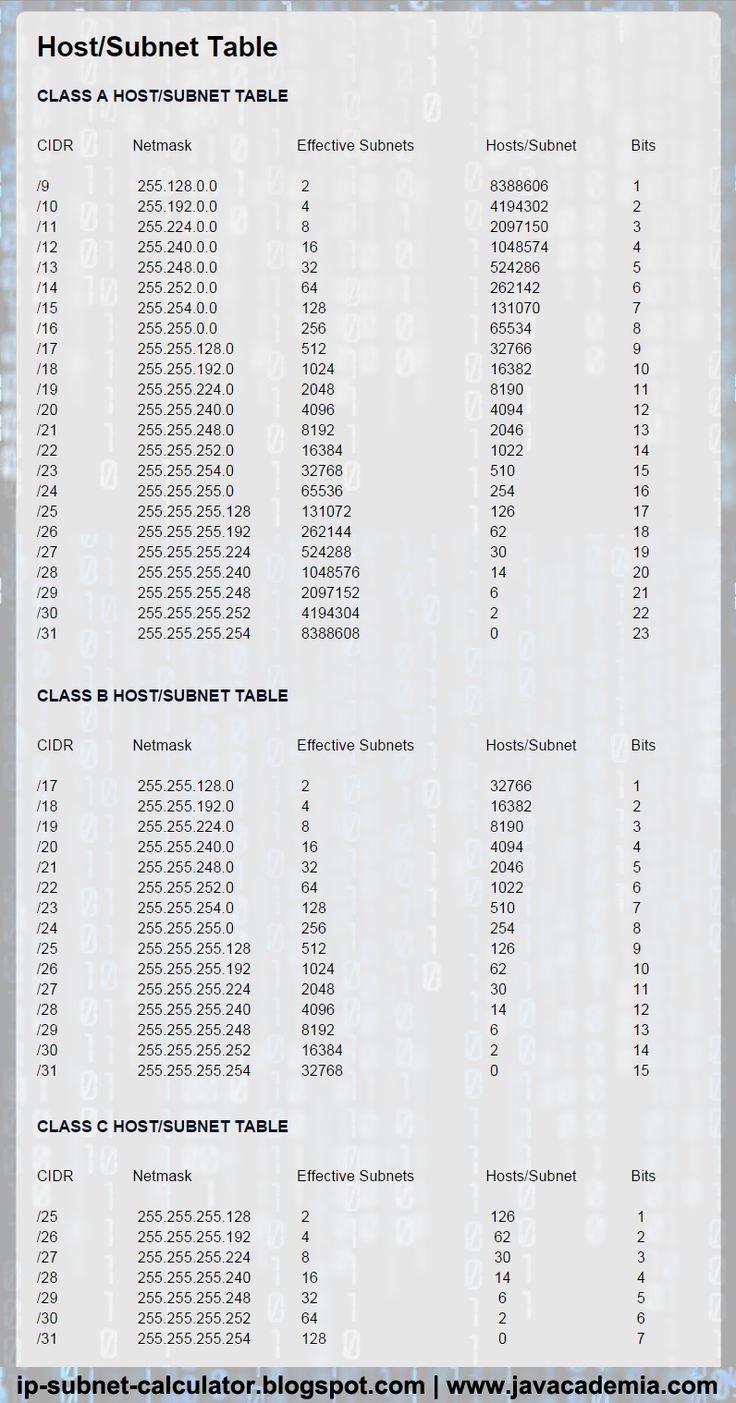 Host/Subnet Table
CLASS A HOST/SUBNET TABLE
CIDR Netmask Effective Subnets Hosts/Subnet Bits
/9 255.128.0.0 2 8388606 1
/10 255.192.0.0 4 4194302 2
/11 255.224.0.0 8 2097150 3
/12 255.240.0.0 16 1048574 4
/13 255.248.0.0 32 524286 5
/14 255.252.0.0 64 262142 6
/15 255.254.0.0 128 131070 7
/16 255.255.0.0 256 65534 8
/17 255.255.128.0 512 32766 9
/18 255.255.192.0 1024 16382 10
/19 255.255.224.0 2048 8190 11
/20 255.255.240.0 4096 4094 12
/21 255.255.248.0 8192 2046 13
/22 255.255.252.0 16384 1022 14
/23 255.255.254.0 32768 510 15
/24 255.255.255.0 65536 254 16
/25 255.255.255.128 131072 126 17
/26 255.255.255.192 262144 62 18
/27 255.255.255.224 524288 30 19
/28 255.255.255.240 1048576 14 20
/29 255.255.255.248 2097152 6 21
/30 255.255.255.252 4194304 2 22
/31 255.255.255.254 8388608 0 23
CLASS B HOST/SUBNET TABLE
CIDR Netmask Effective Subnets Hosts/Subnet Bits
/17 255.255.128.0 2 32766 1
/18 255.255.192.0 4 16382 2
/19 255.255.224.0 8 8190 3
/20 255.255.240.0 16 4094 4
/21 255.255.248.0 32 2046 5
/22 255.255.252.0 64 1022 6
/23 255.255.254.0 128 510 7
/24 255.255.255.0 256 254 8
/25 255.255.255.128 512 126 9
/26 255.255.255.192 1024 62 10
/27 255.255.255.224 2048 30 11
/28 255.255.255.240 4096 14 12
/29 255.255.255.248 8192 6 13
/30 255.255.255.252 16384 2 14
/31 255.255.255.254 32768 0 15
CLASS C HOST/SUBNET TABLE
CIDR Netmask Effective Subnets Hosts/Subnet Bits
/25 255.255.255.128 2 126 1
/26 255.255.255.192 4 62 2
/27 255.255.255.224 8 30 3
/28 255.255.255.240 16 14 4
/29 255.255.255.248 32 6 5
/30 255.255.255.252 64 2 6
/31 255.255.255.254 128 0 7
ip-subnet-calculator.blogspot.com | www.javacademia.com